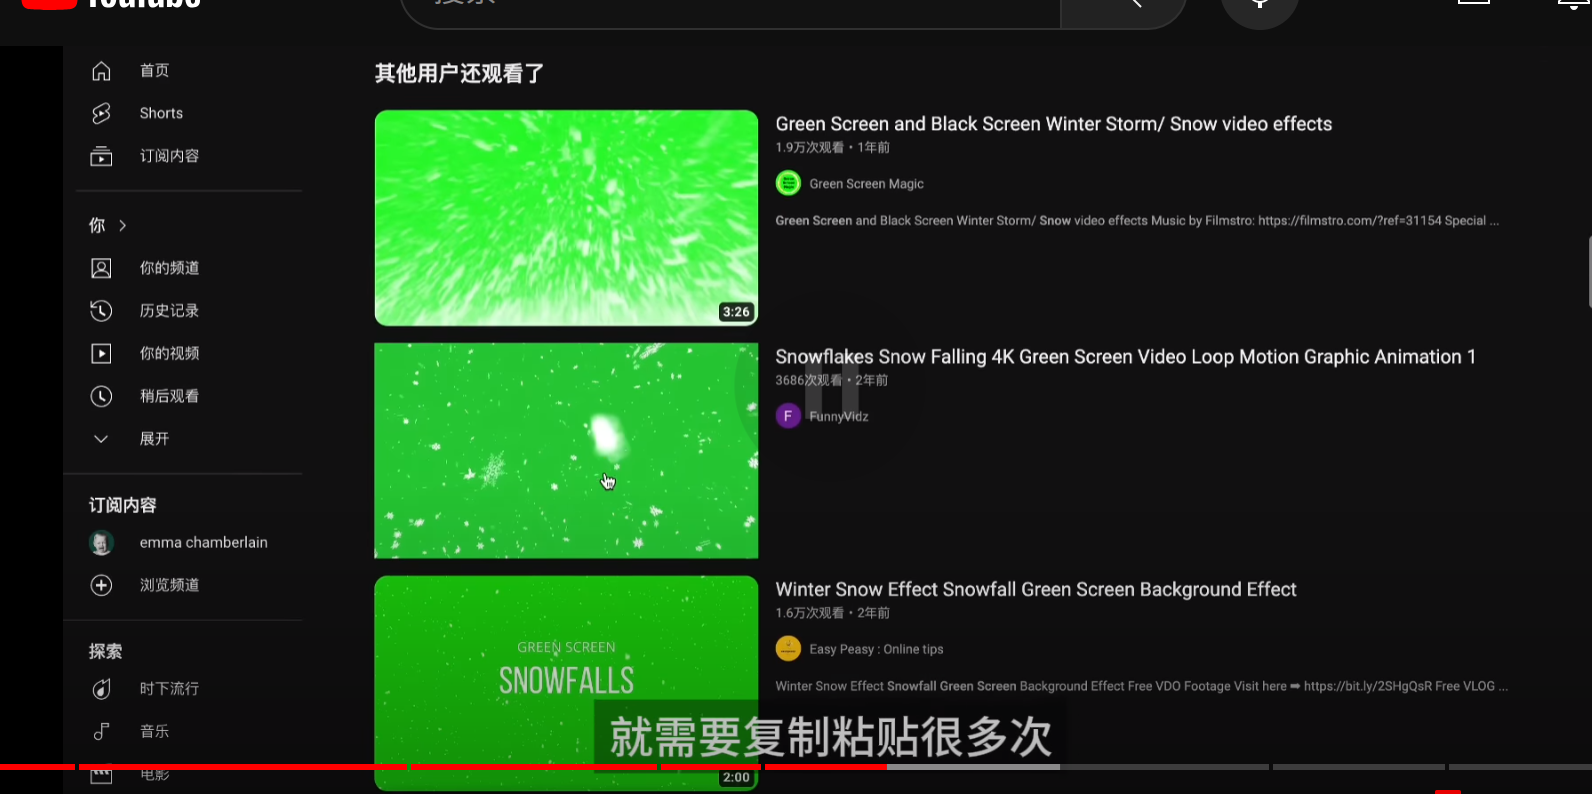 YouTube
搜索
首页
Shorts
订阅内容
你
你的频道
历史记录
你的视频
稍后观看
展开
订阅内容
emma chamberlain
浏览频道
探索
时下流行
音乐
电影
其他用户还观看了
3:26
Green Screen and Black Screen Winter Storm/ Snow video effects
1.9万次观看・1年前
Green Screen Magic
Green Screen and Black Screen Winter Storm/ Snow video effects Music by Filmstro: https://filmstro.com/?ref=31154 Special ...
Snowflakes Snow Falling 4K Green Screen Video Loop Motion Graphic Animation 1
3686次观看・2年前
F
FunnyVidz
GREEN SCREEN
SNOWFALLS
2:00
Winter Snow Effect Snowfall Green Screen Background Effect
1.6万次观看・2年前
Easy Peasy : Online tips
Winter Snow Effect Snowfall Green Screen Background Effect Free VDO Footage Visit here ➡ https://bit.ly/2SHgQsR Free VLOG ...
就需要复制粘贴很多次